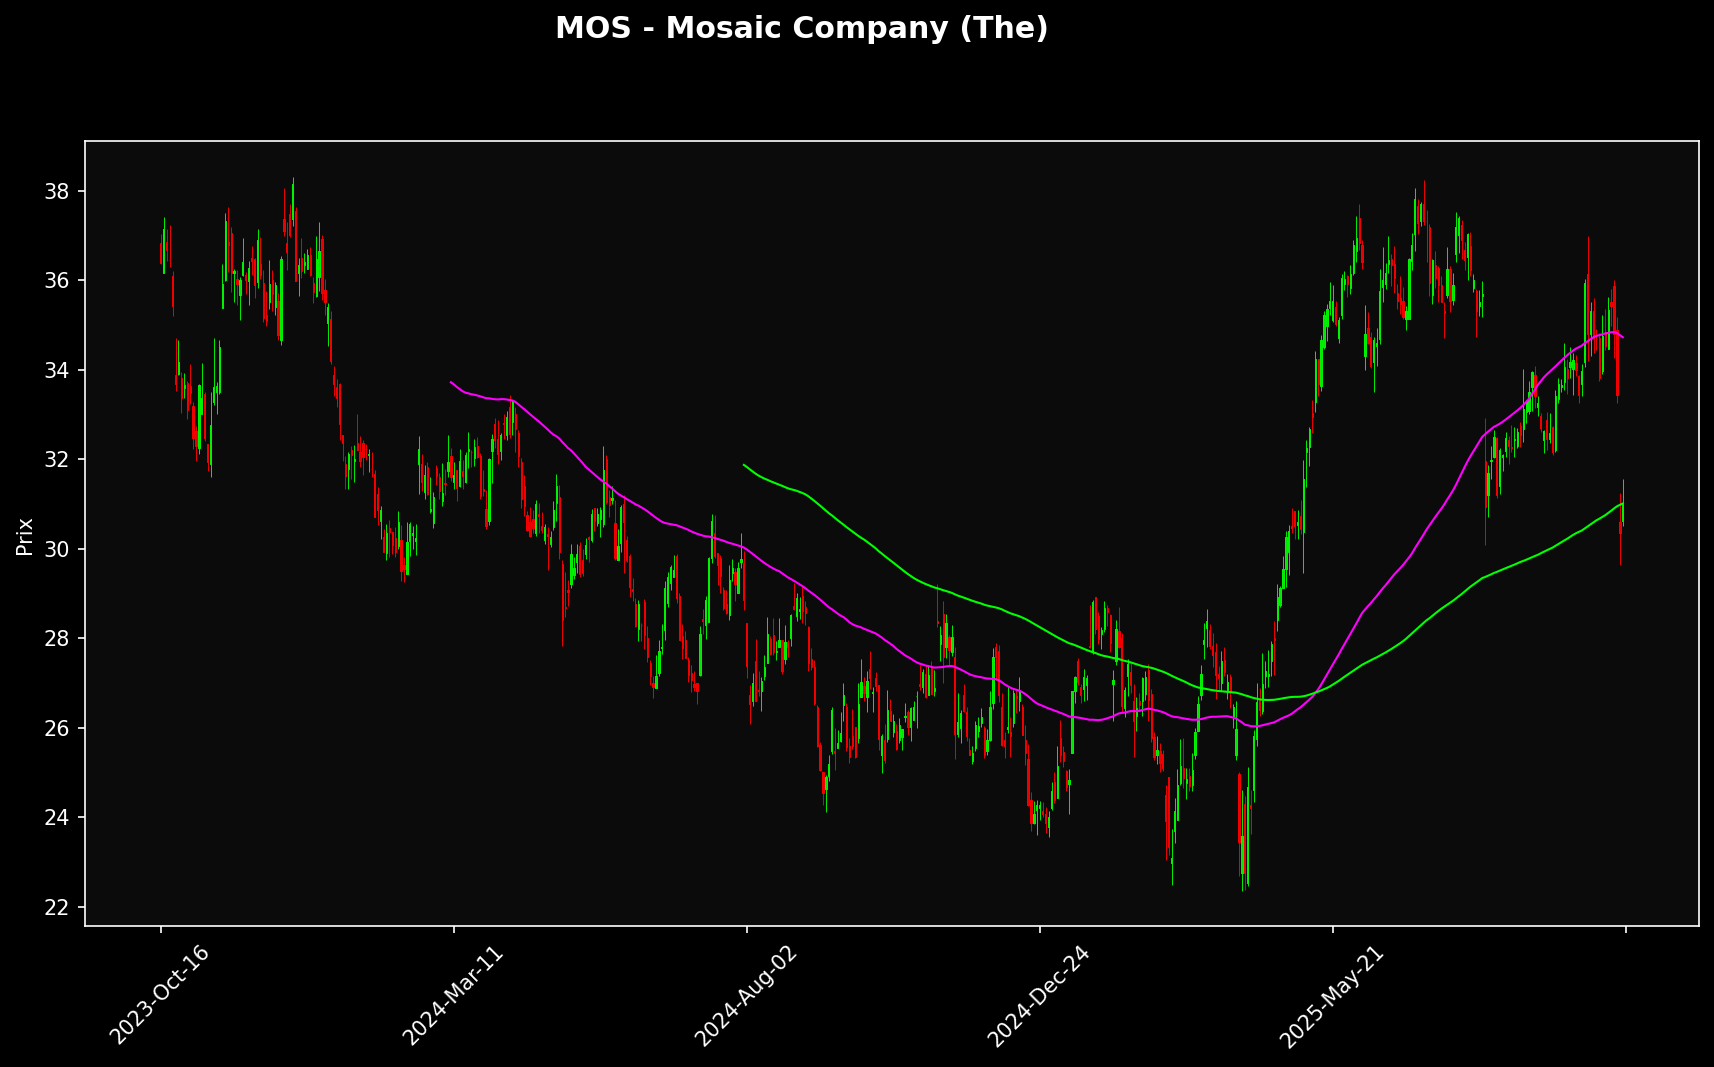 MOS - Mosaic Company (The)
Prix
38
36
34
32
30
28
26
24
22
2023-Oct-16
2024-Mar-11
2024-Aug-02
2024-Dec-24
2025-May-21